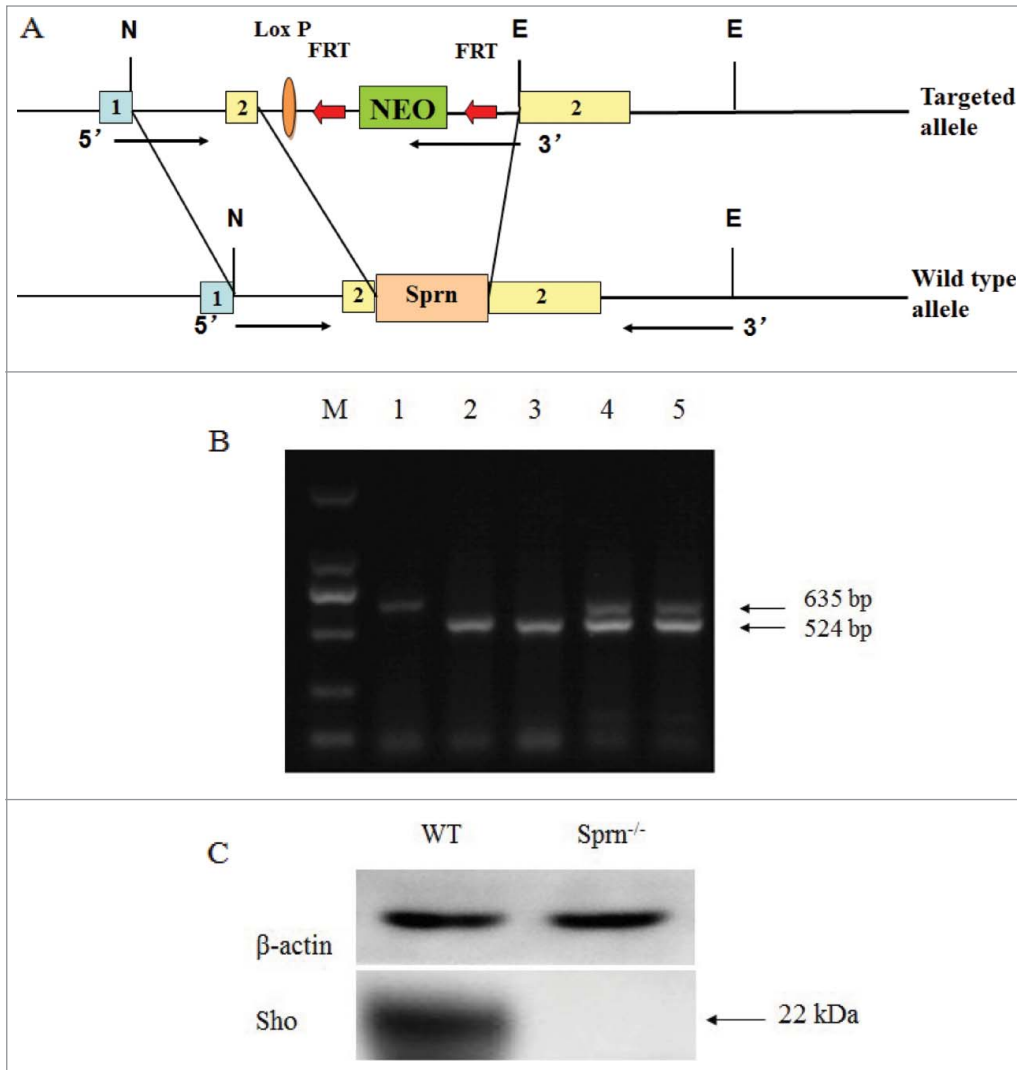 A
N
Lox P
FRT
FRT
E
E
1
2
NEO
2
Targeted allele
5’
3’
N
E
1
2
Sprn
2
Wild type allele
5’
3’
B
M 1 2 3 4 5
635 bp
524 bp
C
WT Sprn-/-
β-actin
Sho
22 kDa